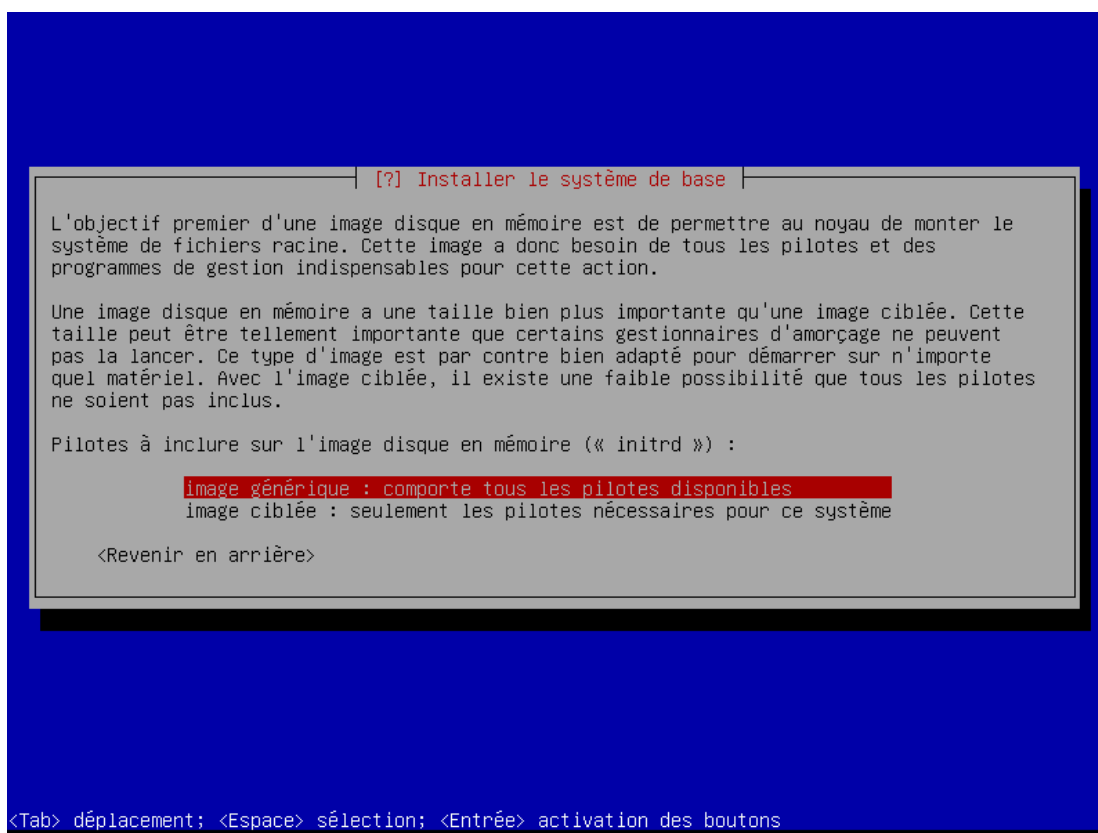 [?] Installer le système de base
L'objectif premier d'une image disque en mémoire est de permettre au noyau de monter le
système de fichiers racine. Cette image a donc besoin de tous les pilotes et des
programmes de gestion indispensables pour cette action.
Une image disque en mémoire a une taille bien plus importante qu'une image ciblée. Cette
taille peut être tellement importante que certains gestionnaires d'amorçage ne peuvent
pas la lancer. Ce type d'image est par contre bien adapté pour démarrer sur n'importe
quel matériel. Avec l'image ciblée, il existe une faible possibilité que tous les pilotes
ne soient pas inclus.
Pilotes à inclure sur l'image disque en mémoire (« initrd ») :
image générique : comporte tous les pilotes disponibles
image ciblée : seulement les pilotes nécessaires pour ce système
<Revenir en arrière>
<Tab> déplacement; <Espace> sélection; <Entrée> activation des boutons